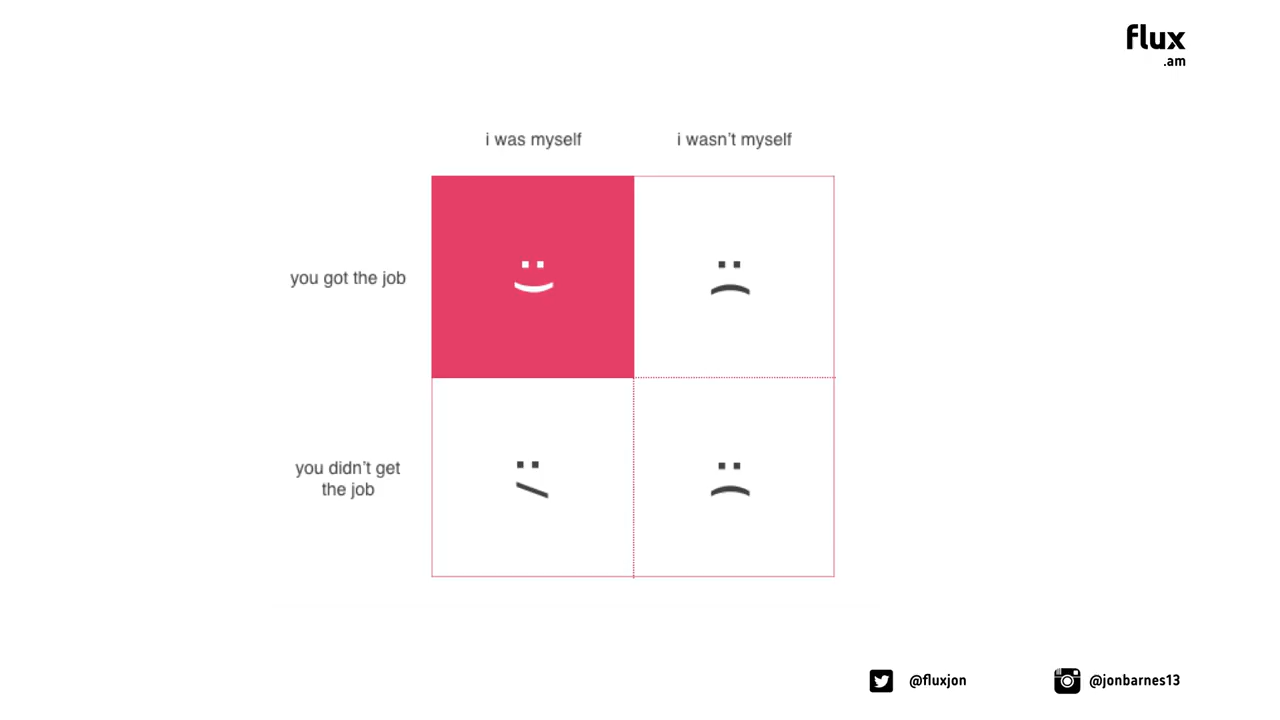 flux
.am
i was myself
i wasn't myself
you got the job
you didn't get
the job
@fluxjon
@jonbarnes13